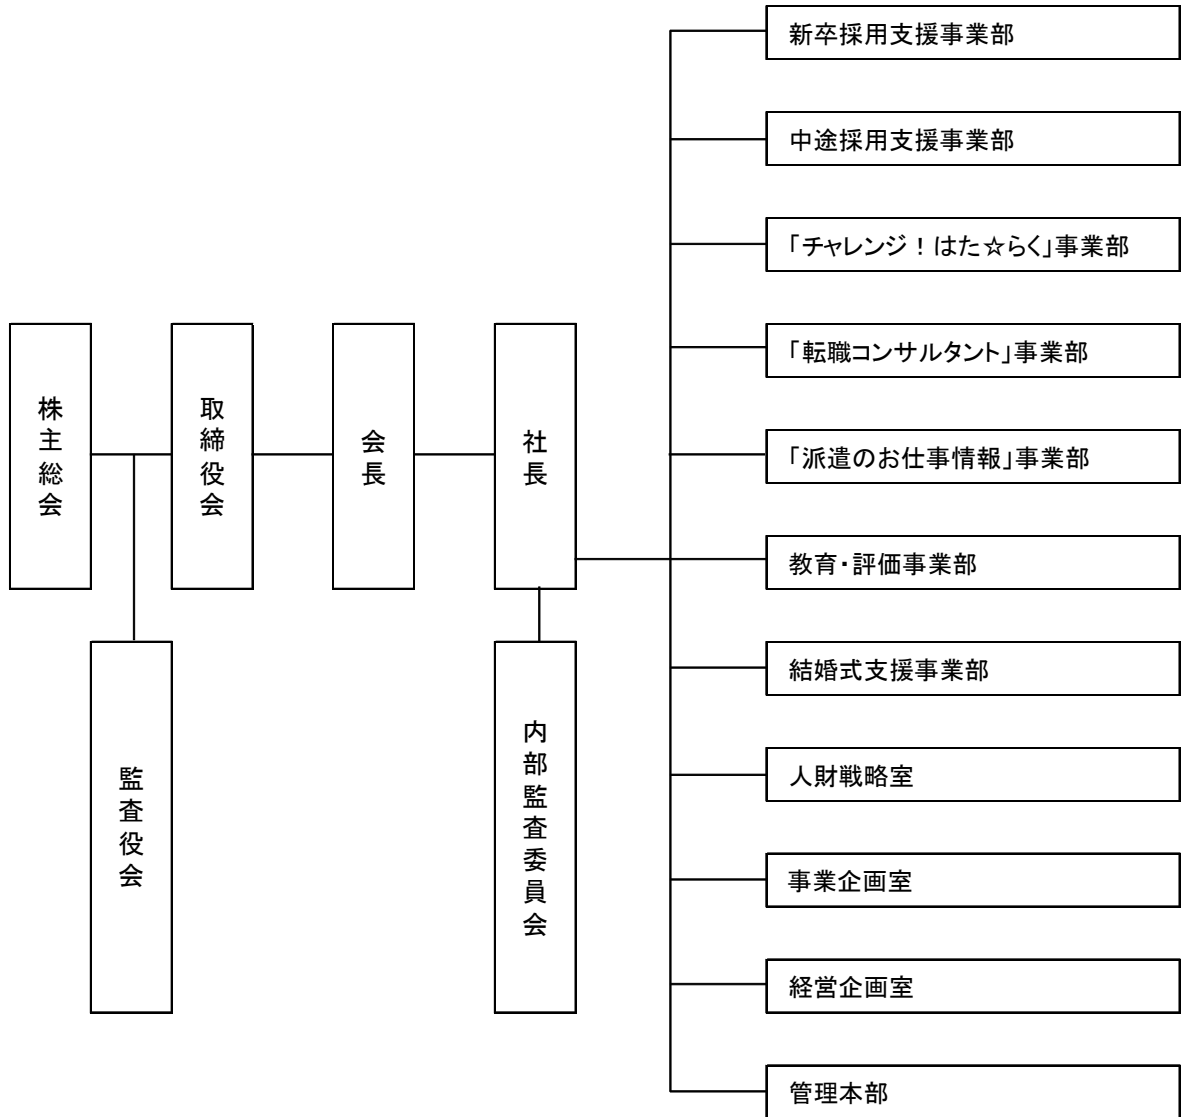 新卒採用支援事業部
中途採用支援事業部
「チャレンジ！はた☆らく」事業部
「転職コンサルタント」事業部
「派遣のお仕事情報」事業部
教育・評価事業部
結婚式支援事業部
人財戦略室
事業企画室
経営企画室
管理本部
株主総会
取締役会
会長
社長
監査役会
内部監査委員会